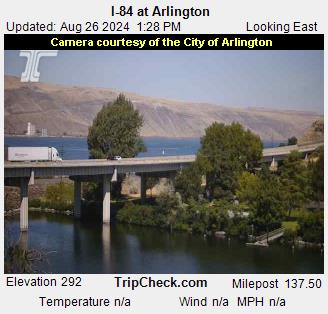 I-84 at Arlington
Updated: Aug 26 2024 1:28 PM Looking East
Camera courtesy of the City of Arlington
Elevation 292 TripCheck.com Milepost 137.50
Temperature n/a Wind n/a MPH n/a